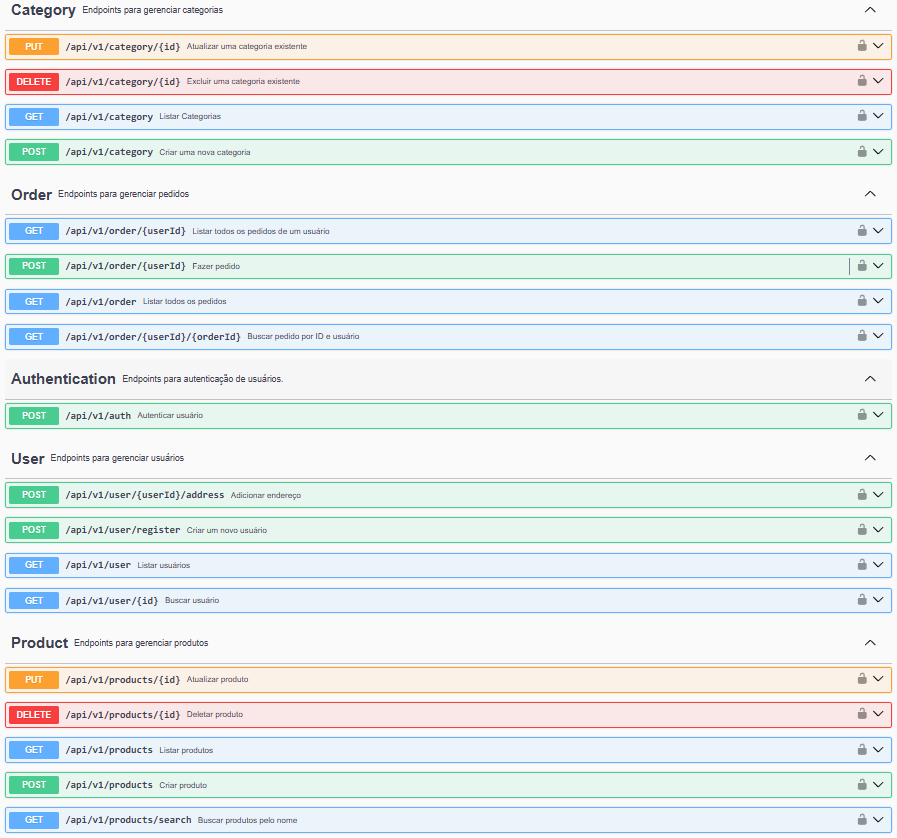 Category Endpoints para gerenciar categorias
PUT /api/v1/category/{id} Atualizar uma categoria existente
DELETE /api/v1/category/{id} Excluir uma categoria existente
GET /api/v1/category Listar Categorias
POST /api/v1/category Criar uma nova categoria
Order Endpoints para gerenciar pedidos
GET /api/v1/order/{userId} Listar todos os pedidos de um usuário
POST /api/v1/order/{userId} Fazer pedido
GET /api/v1/order Listar todos os pedidos
GET /api/v1/order/{userId}/{orderId} Buscar pedido por ID e usuário
Authentication Endpoints para autenticação de usuários.
POST /api/v1/auth Autenticar usuário
User Endpoints para gerenciar usuários
POST /api/v1/user/{userId}/address Adicionar endereço
POST /api/v1/user/register Criar um novo usuário
GET /api/v1/user Listar usuários
GET /api/v1/user/{id} Buscar usuário
Product Endpoints para gerenciar produtos
PUT /api/v1/products/{id} Atualizar produto
DELETE /api/v1/products/{id} Deletar produto
GET /api/v1/products Listar produtos
POST /api/v1/products Criar produto
GET /api/v1/products/search Buscar produtos pelo nome